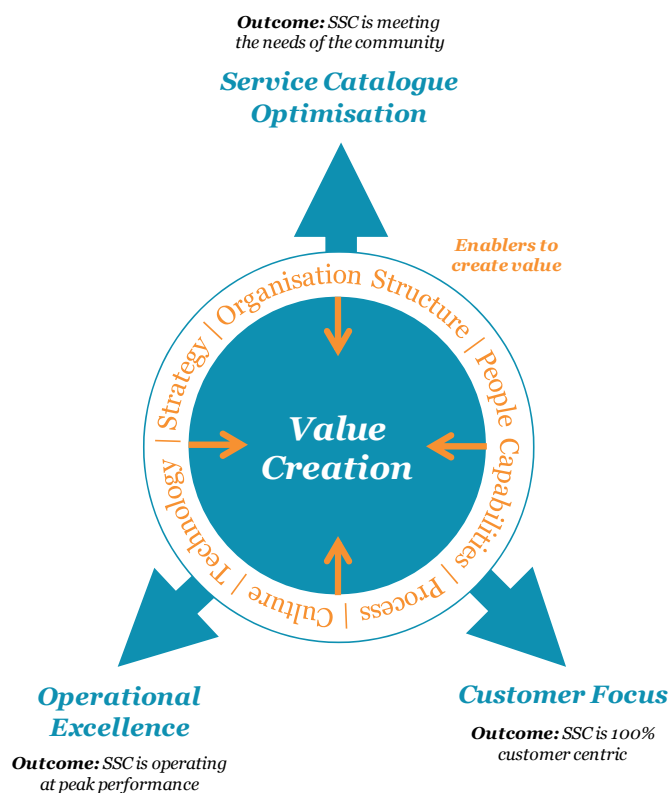 Outcome: SSC is meeting
the needs of the community
Service Catalogue
Optimisation
Enablers to
create value
| Strategy | Organisation Structure | People Capabilities | Process | Culture | Technology
Value
Creation
Operational
Excellence
Outcome: SSC is operating
at peak performance
Customer Focus
Outcome: SSC is 100%
customer centric